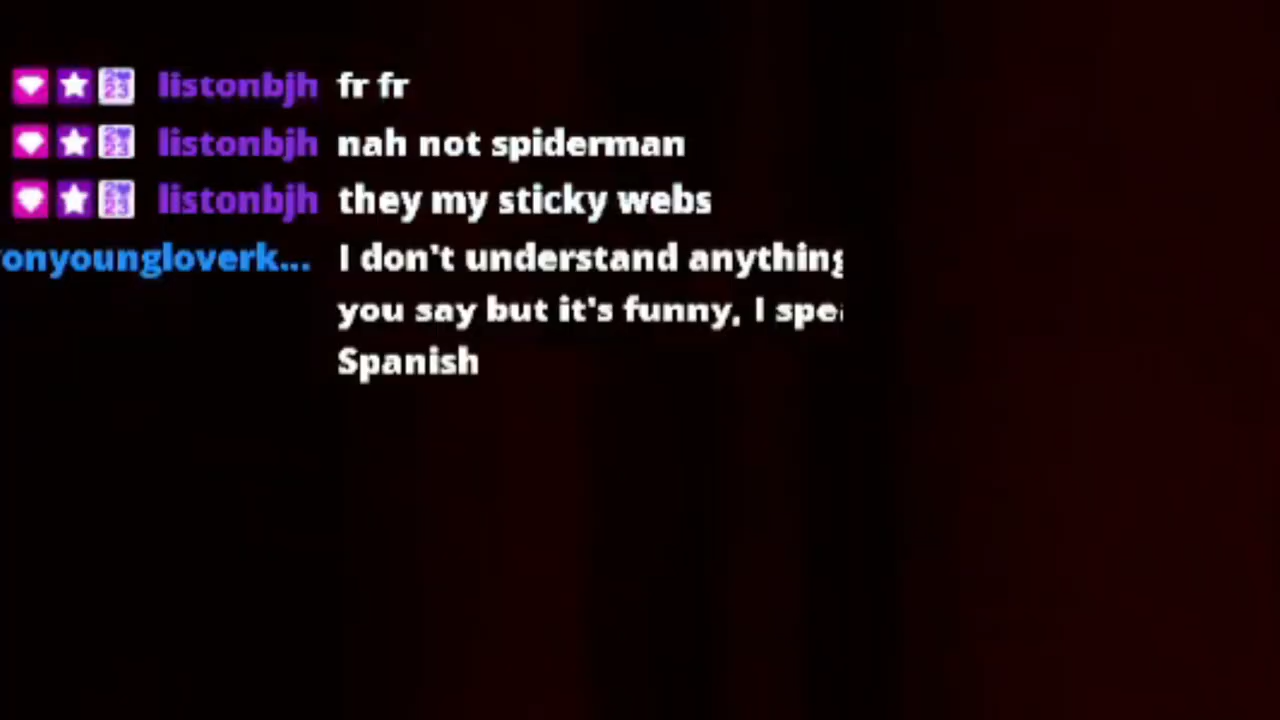 listonbjh fr fr
listonbjh nah not spiderman
listonbjh they my sticky webs
onyoungloverk... I don't understand anything
you say but it's funny, I
Spanish